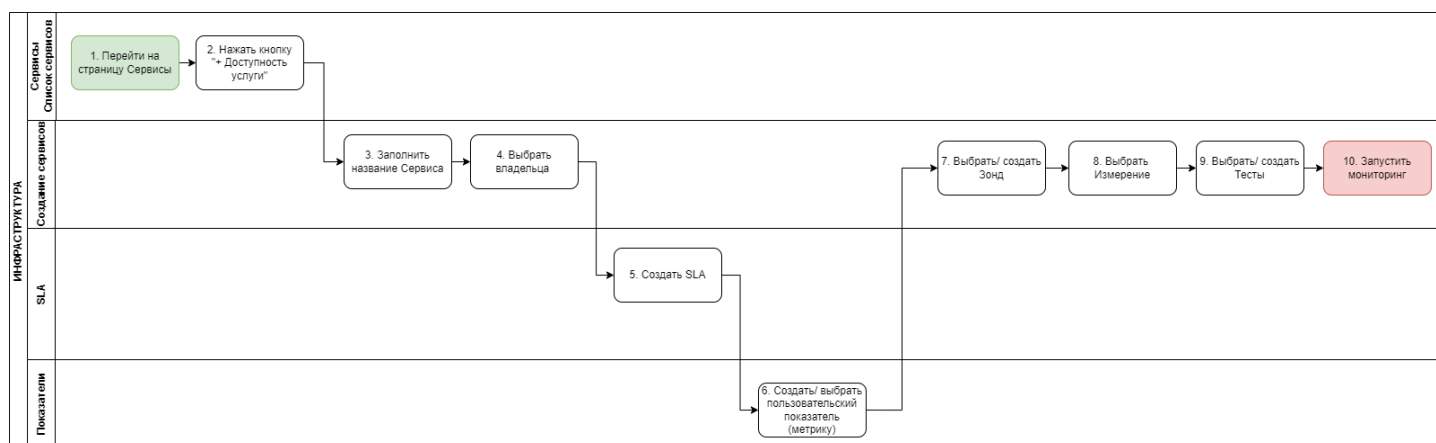 ИНФРАСТРУКТУРА
Сервисы
Список сервисов
1. Перейти на
страницу Сервисы
2. Нажать кнопку
"+ Доступность
услуги"
Создание сервисов
3. Заполнить
название Сервиса
4. Выбрать
владельца
7. Выбрать/ создать
Зонд
8. Выбрать
Измерение
9. Выбрать/ создать
Тесты
10. Запустить
мониторинг
SLA
5. Создать SLA
Показатели
6. Создать/ выбрать
пользовательский
показатель
(метрику)